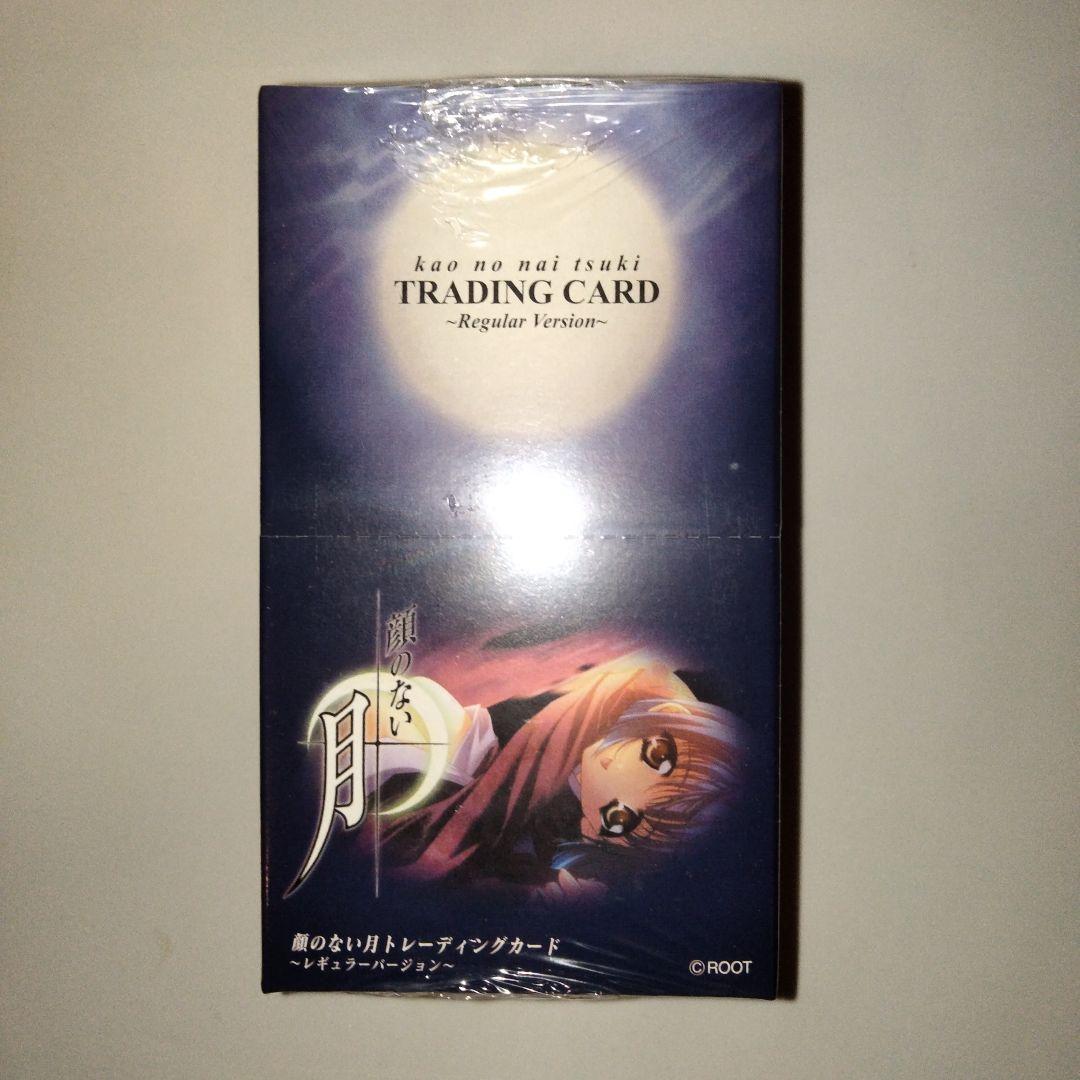 kao no nai tsuki
TRADING CARD
~Regular Version~
顔のない
月
顔のない月トレーディングカード
~レギュラーバージョン~
©ROOT